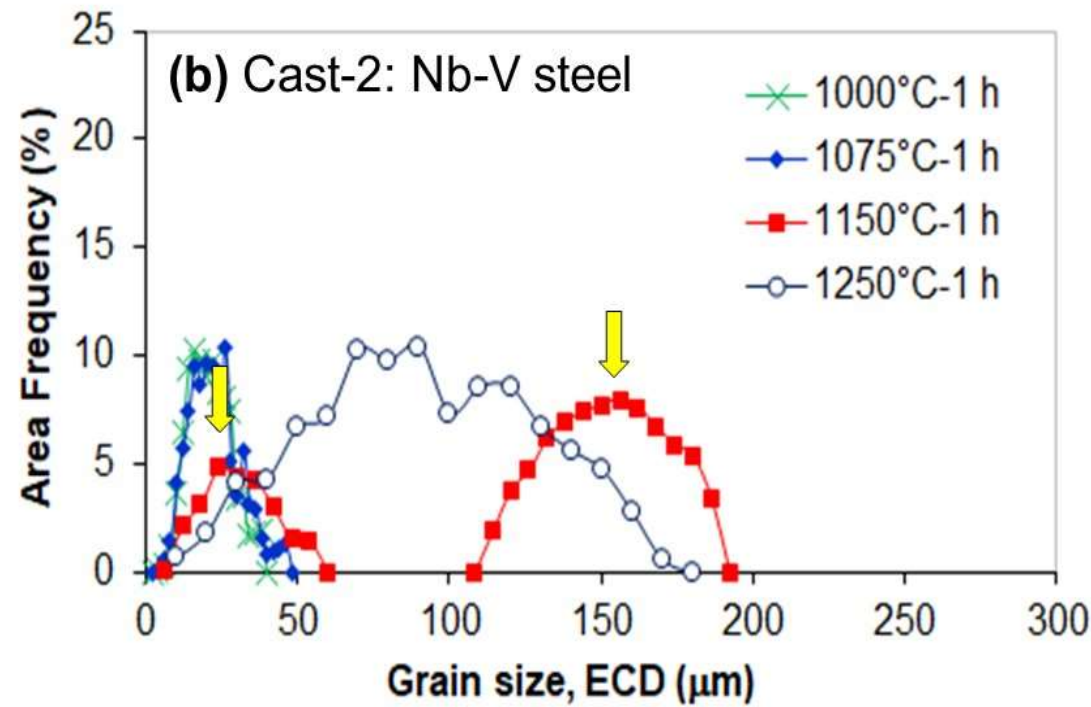 (b) Cast-2: Nb-V steel
1000°C-1 h
1075°C-1 h
1150°C-1 h
1250°C-1 h
Area Frequency (%)
25
20
15
10
5
0
0 50 100 150 200 250 300
Grain size, ECD (μm)